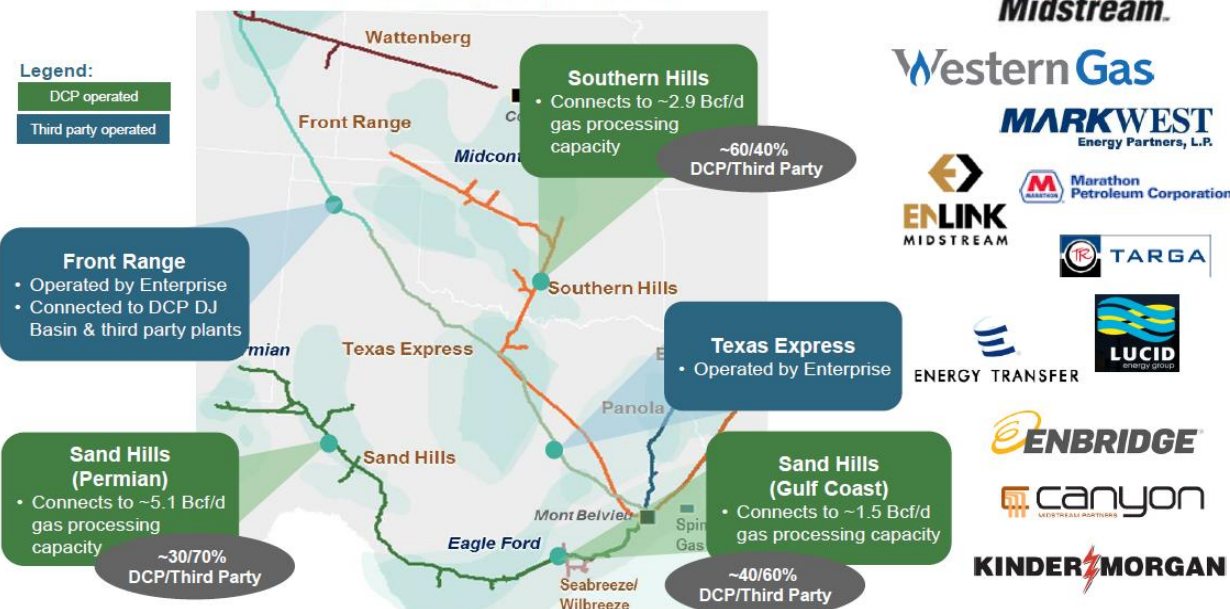 Midstream
Wattenberg
Legend:
DCP operated
Third party operated
Front Range
Southern Hills
• Connects to ~2.9 Bcf/d
gas processing
capacity
~60/40%
DCP/Third Party
Front Range
• Operated by Enterprise
• Connected to DCP DJ
Basin & third party plants
Southern Hills
Texas Express
Texas Express
• Operated by Enterprise
Panola
Sand Hills
(Permian)
• Connects to ~5.1 Bcf/d
gas processing
capacity
~30/70%
DCP/Third Party
Sand Hills
Mont Belvieu
Eagle Ford
Seabreeze/
Wilbreeze
Sand Hills
(Gulf Coast)
• Connects to ~1.5 Bcf/d
gas processing capacity
~40/60%
DCP/Third Party
Gas
Western Gas
MARKWEST
Energy Partners, L.P.
ENLINK
MIDSTREAM
M
MARATHON
Marathon
Petroleum Corporation
TR TARGA
ENERGY TRANSFER
LUCID
energy group
ENBRIDGE
canyon
MIDSTREAM PARTNERS
KINDER MORGAN